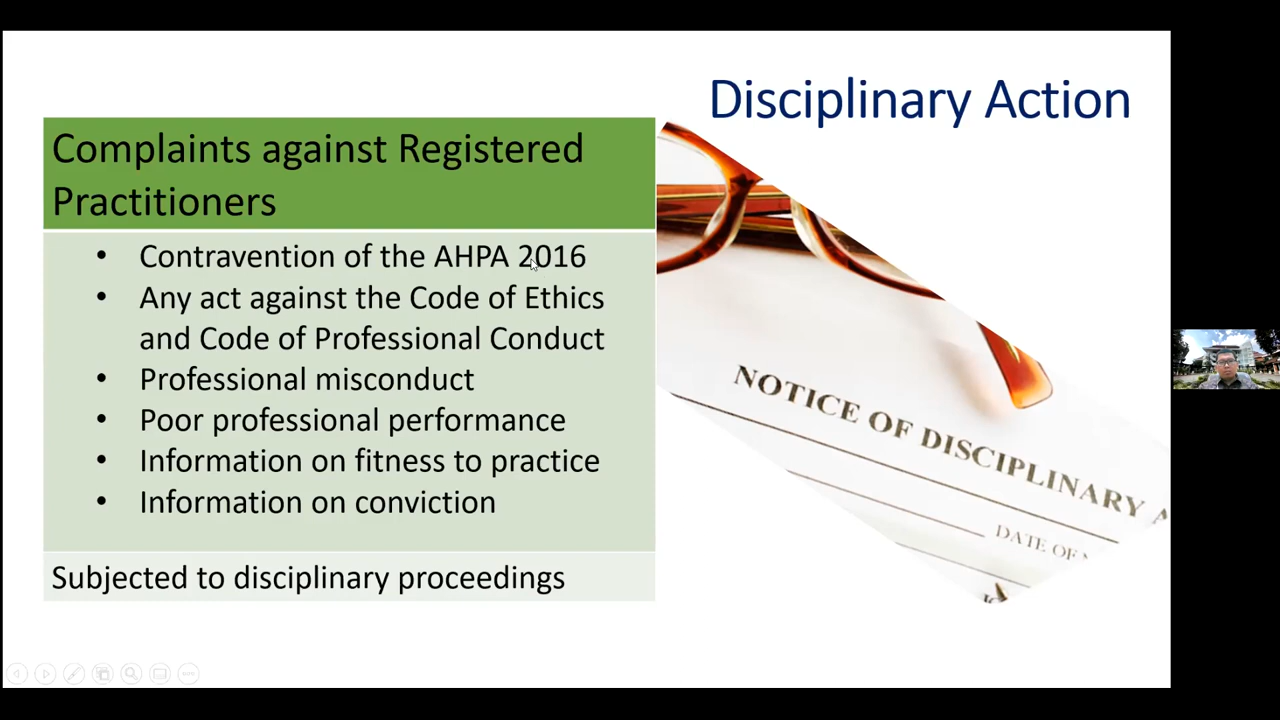 Disciplinary Action
Complaints against Registered
Practitioners
• Contravention of the AHPA 2016
• Any act against the Code of Ethics
and Code of Professional Conduct
• Professional misconduct
• Poor professional performance
• Information on fitness to practice
• Information on conviction
Subjected to disciplinary proceedings
NOTICE OF DISCIPLINARY A
DATE OF